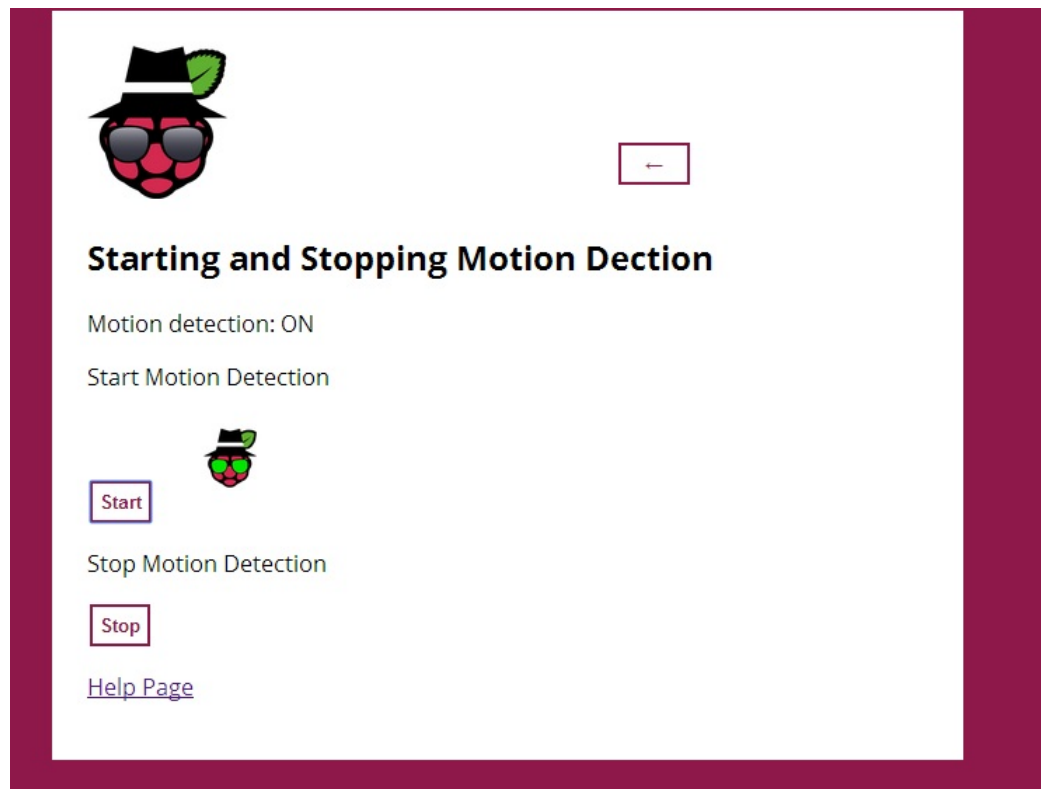 ←
Starting and Stopping Motion Dection
Motion detection: ON
Start Motion Detection
Start
Stop Motion Detection
Stop
Help Page